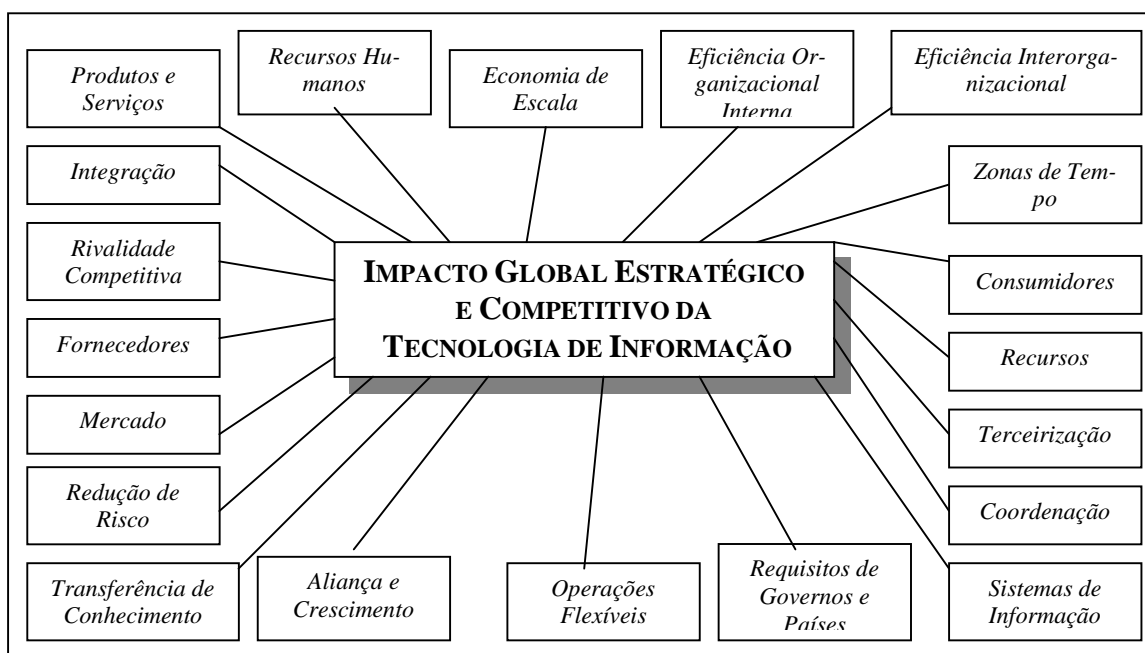 Produtos e
Serviços
Recursos Hu-
manos
Economia de
Escala
Eficiência Or-
ganizacional
Interna
Eficiência Interorga-
nizacional
Integração
Zonas de Tem-
po
Rivalidade
Competitiva
IMPACTO GLOBAL ESTRATÉGICO
E COMPETITIVO DA
TECNOLOGIA DE INFORMAÇÃO
Consumidores
Fornecedores
Recursos
Mercado
Terceirização
Redução de
Risco
Coordenação
Transferência de
Conhecimento
Aliança e
Crescimento
Operações
Flexíveis
Requisitos de
Governos e
Países
Sistemas de
Informação